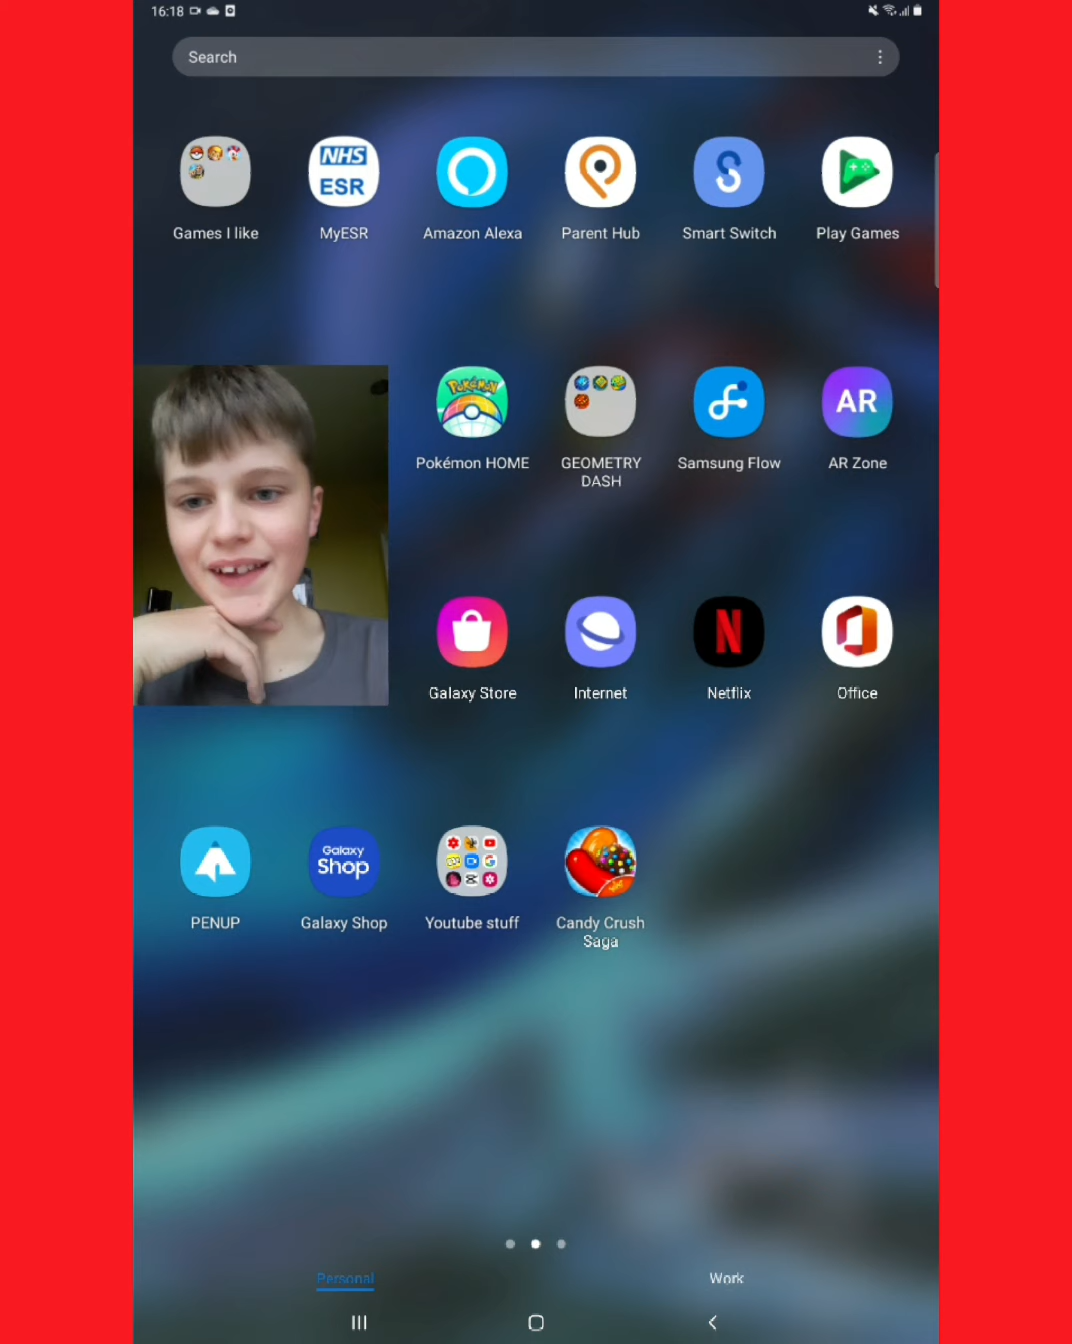 16:18
Search
NHS
ESR
Games I like
MyESR
Amazon Alexa
Parent Hub
Smart Switch
Play Games
POKéMON
AR
Pokémon HOME
GEOMETRY
DASH
Samsung Flow
AR Zone
N
Galaxy Store
Internet
Netflix
Office
Galaxy
Shop
PENUP
Galaxy Shop
Youtube stuff
Candy Crush
Saga
Personal
Work